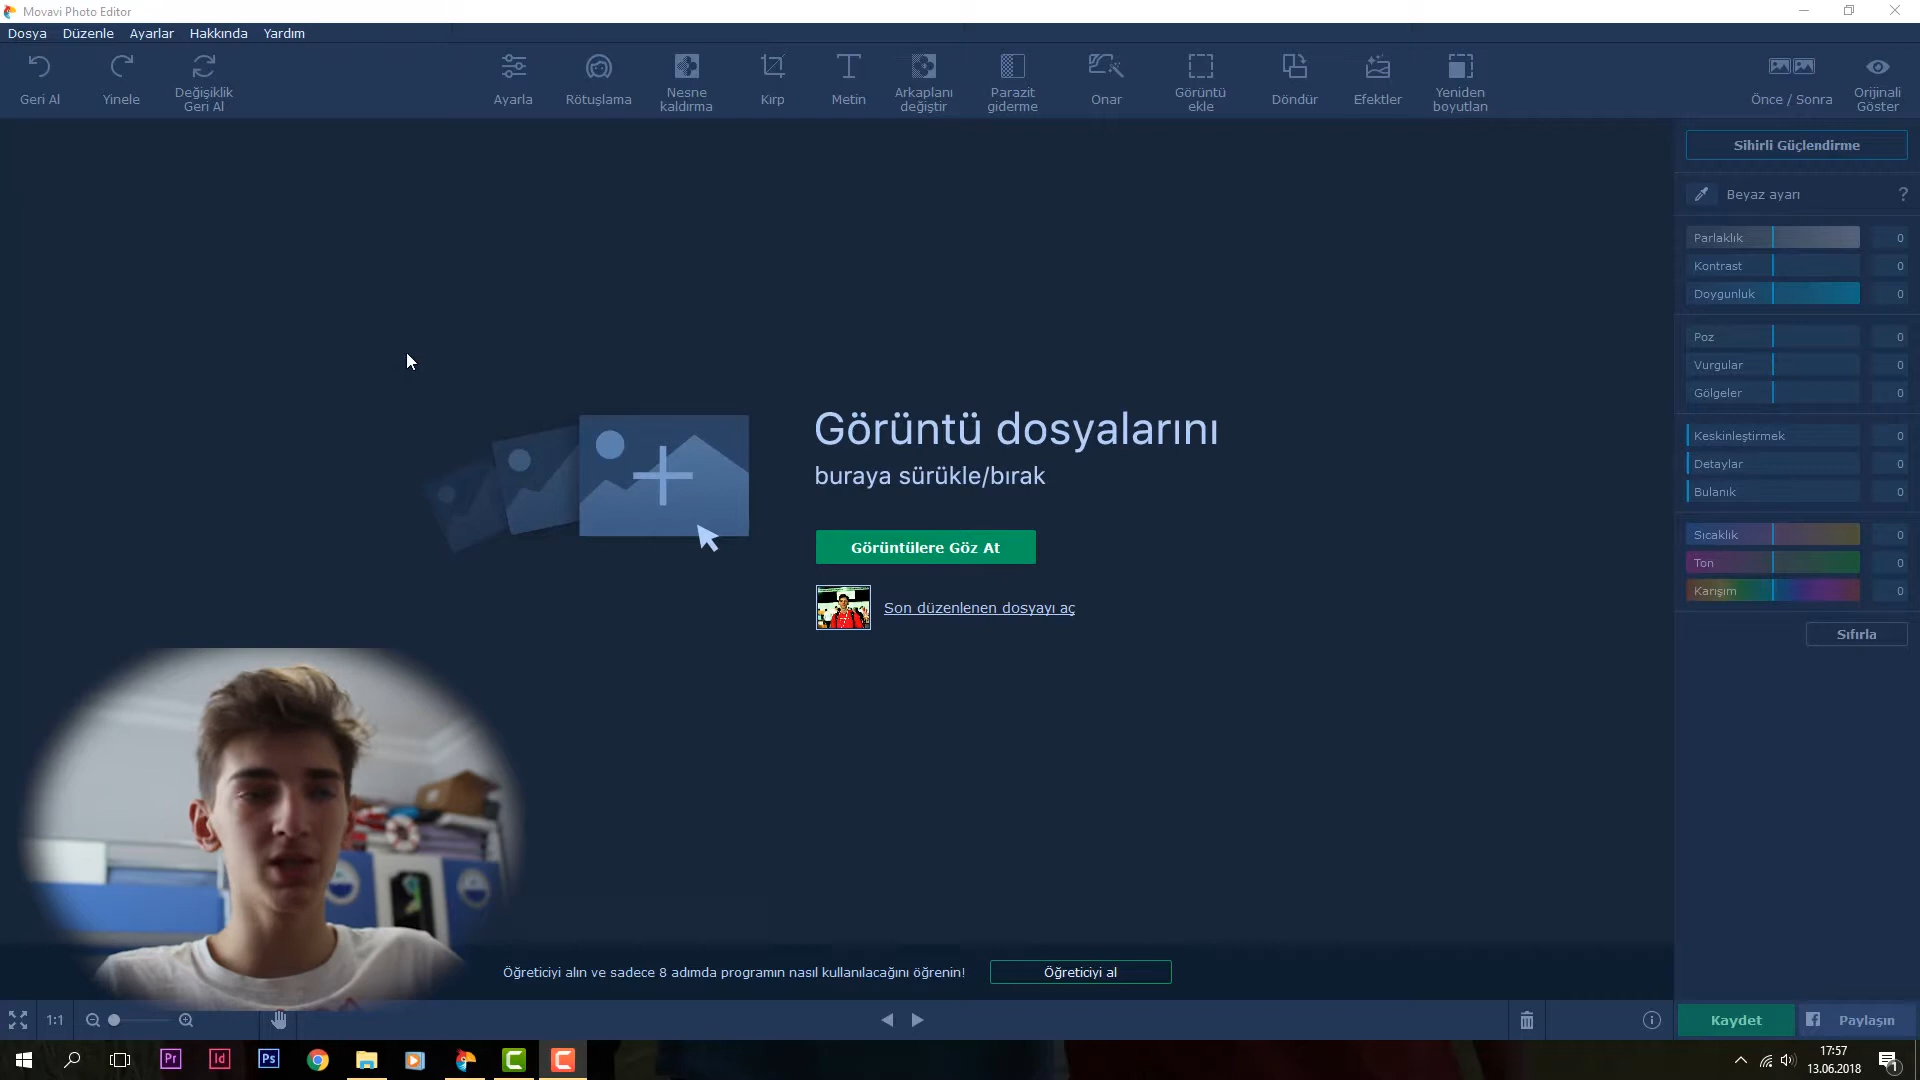 Movavi Photo Editor
Dosya Düzenle Ayarlar Hakkında Yardım
Geri Al
Yinele
Değişiklik
Geri Al
Ayarla
Rötuşlama
Nesne
kaldırma
Kırp
Metin
Arkaplanı
değiştir
Parazit
giderme
Onar
Görüntü
ekle
Döndür
Efektler
Yeniden
boyutlan
Önce / Sonra
Orijinali
Göster
Sihirli Güçlendirme
Beyaz ayarı ?
Parlaklık 0
Kontrast 0
Doygunluk 0
Poz 0
Vurgular 0
Gölgeler 0
Keskinleştirmek 0
Detaylar 0
Bulanık 0
Sıcaklık 0
Ton 0
Karışım 0
Sıfırla
Görüntü dosyalarını
buraya sürükle/bırak
Görüntülere Göz At
Son düzenlenen dosyayı aç
Öğreticiyi alın ve sadece 8 adımda programın nasıl kullanılacağını öğrenin!
Öğreticiyi al
1:1
Kaydet
Paylaşın
Pr Id Ps
17:57
13.06.2018
1